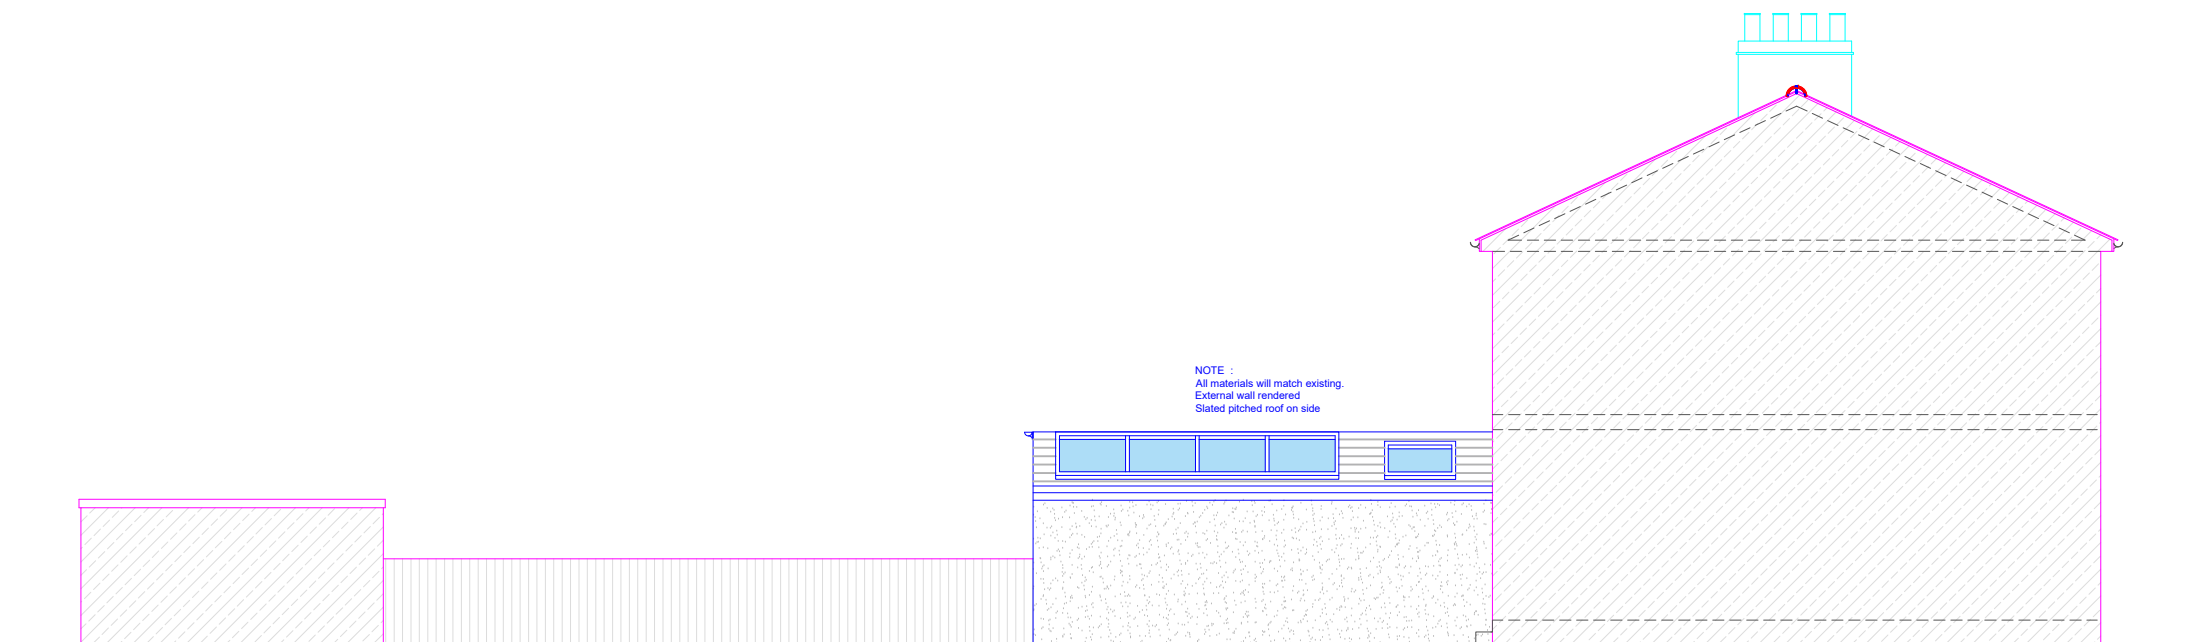 NOTE :
All materials will match existing.
External wall rendered
Slated pitched roof on side